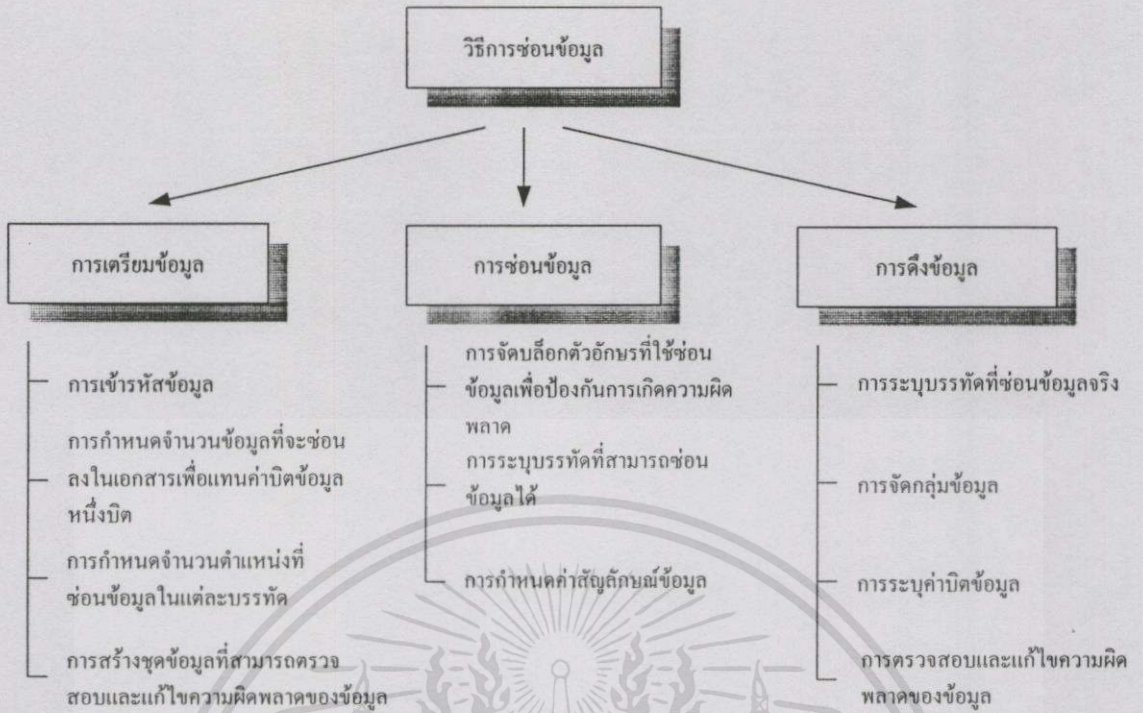 วิธีการซ่อนข้อมูล
การเตรียมข้อมูล
การเข้ารหัสข้อมูล
การกำหนดจำนวนข้อมูลที่จะซ่อน
ลงในเอกสารเพื่อแทนค่าบิตข้อมูล
หนึ่งบิต
การกำหนดจำนวนตำแหน่งที่
ซ่อนข้อมูลในแต่ละบรรทัด
การสร้างชุดข้อมูลที่สามารถตรวจ
สอบและแก้ไขความผิดพลาดของข้อมูล
การซ่อนข้อมูล
การจัดบล็อกตัวอักษรที่ใช้ซ่อน
ข้อมูลเพื่อป้องกันการเกิดความผิด
พลาด
การระบุบรรทัดที่สามารถซ่อน
ข้อมูลได้
การกำหนดค่าสัญลักษณ์ข้อมูล
การดึงข้อมูล
การระบุบรรทัดที่ซ่อนข้อมูลจริง
การจัดกลุ่มข้อมูล
การระบุค่าบิตข้อมูล
การตรวจสอบและแก้ไขความผิด
พลาดของข้อมูล